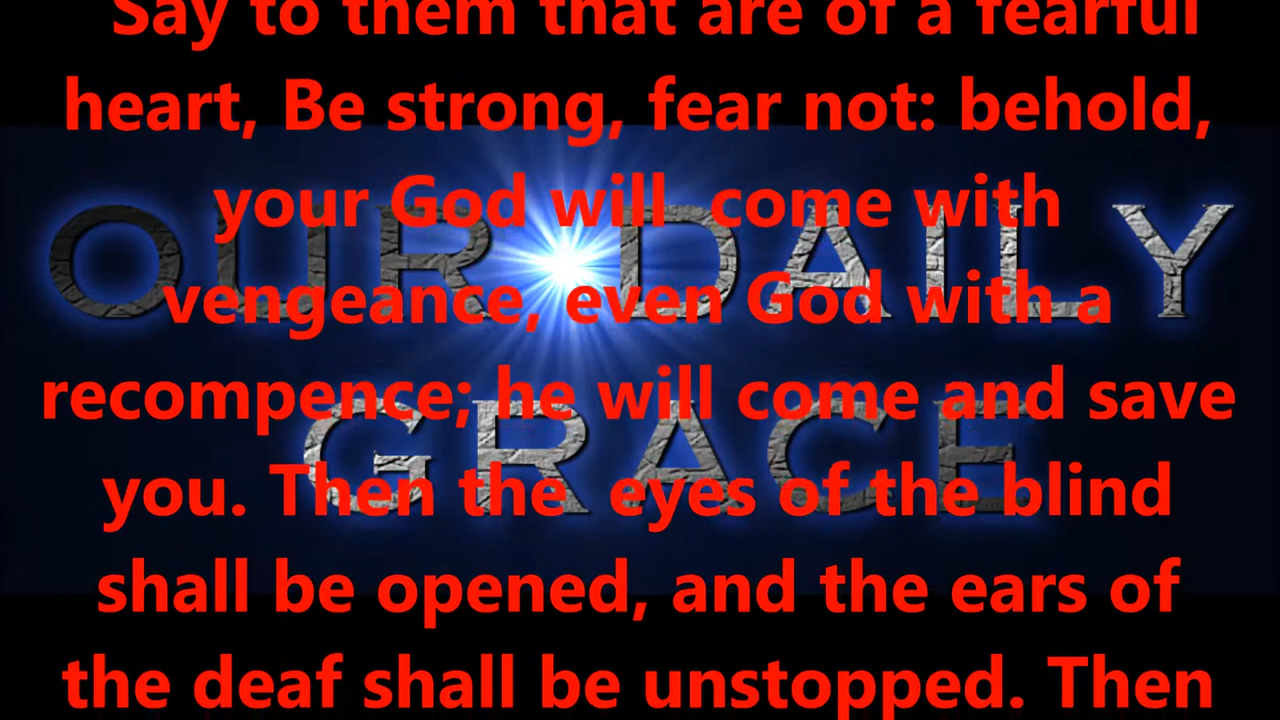 Say to them that are of a fearful
heart, Be strong, fear not: behold,
your God will come with
vengeance, even God with a
recompence; he will come and save
you. Then the eyes of the blind
shall be opened, and the ears of
the deaf shall be unstopped. Then
OUR DAILY
GRACE